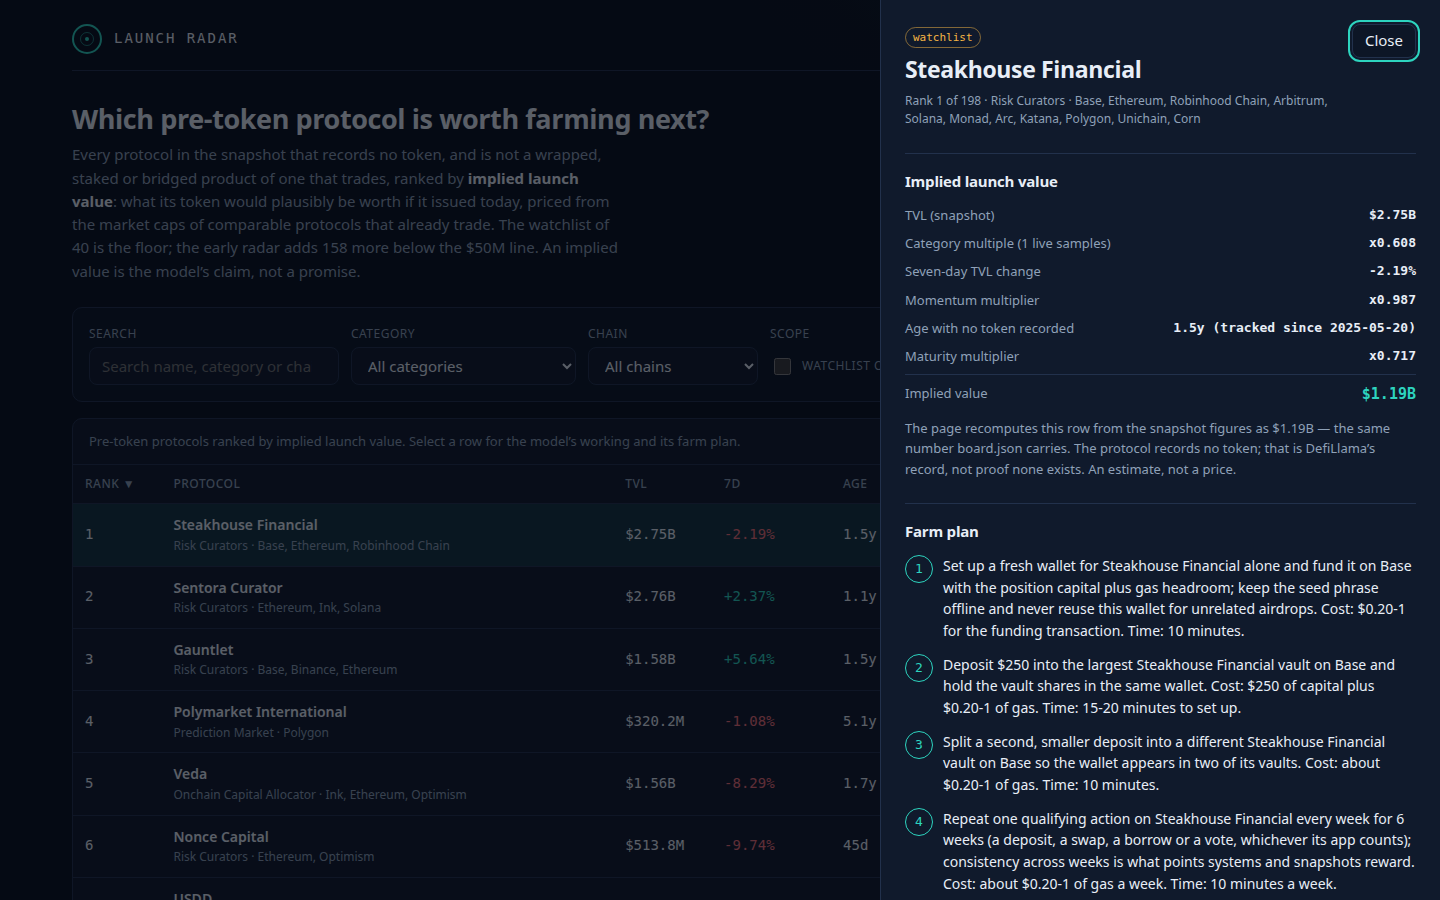 LAUNCH RADAR
Which pre-token protocol is worth farming next?
Every protocol in the snapshot that records no token, and is not a wrapped,
staked or bridged product of one that trades, ranked by implied launch
value: what its token would plausibly be worth if it issued today, priced from
the market caps of comparable protocols that already trade. The watchlist of
40 is the floor; the early radar adds 158 more below the $50M line. An implied
value is the model's claim, not a promise.
SEARCH CATEGORY CHAIN SCOPE
Search name, category or cha All categories All chains WATCHLIST
Pre-token protocols ranked by implied launch value. Select a row for the model's working and its farm plan.
RANK ▼ PROTOCOL TVL 7D AGE
1 Steakhouse Financial $2.75B -2.19% 1.5y
Risk Curators · Base, Ethereum, Robinhood Chain
2 Sentora Curator $2.76B +2.37% 1.1y
Risk Curators · Ethereum, Ink, Solana
3 Gauntlet $1.58B +5.64% 1.5y
Risk Curators · Base, Binance, Ethereum
4 Polymarket International $320.2M -1.08% 5.1y
Prediction Market · Polygon
5 Veda $1.56B -8.29% 1.7y
Onchain Capital Allocator · Ink, Ethereum, Optimism
6 Nonce Capital $513.8M -9.74% 45d
Risk Curators · Ethereum, Optimism
USDD
watchlist
Close
Steakhouse Financial
Rank 1 of 198 · Risk Curators · Base, Ethereum, Robinhood Chain, Arbitrum,
Solana, Monad, Arc, Katana, Polygon, Unichain, Corn
Implied launch value
TVL (snapshot) $2.75B
Category multiple (1 live samples) x0.608
Seven-day TVL change -2.19%
Momentum multiplier x0.987
Age with no token recorded 1.5y (tracked since 2025-05-20)
Maturity multiplier x0.717
Implied value $1.19B
The page recomputes this row from the snapshot figures as $1.19B — the same
number board.json carries. The protocol records no token; that is DefiLlama's
record, not proof none exists. An estimate, not a price.
Farm plan
1 Set up a fresh wallet for Steakhouse Financial alone and fund it on Base
with the position capital plus gas headroom; keep the seed phrase
offline and never reuse this wallet for unrelated airdrops. Cost: $0.20-1
for the funding transaction. Time: 10 minutes.
2 Deposit $250 into the largest Steakhouse Financial vault on Base and
hold the vault shares in the same wallet. Cost: $250 of capital plus
$0.20-1 of gas. Time: 15-20 minutes to set up.
3 Split a second, smaller deposit into a different Steakhouse Financial
vault on Base so the wallet appears in two of its vaults. Cost: about
$0.20-1 of gas. Time: 10 minutes.
4 Repeat one qualifying action on Steakhouse Financial every week for 6
weeks (a deposit, a swap, a borrow or a vote, whichever its app counts);
consistency across weeks is what points systems and snapshots reward.
Cost: about $0.20-1 of gas a week. Time: 10 minutes a week.